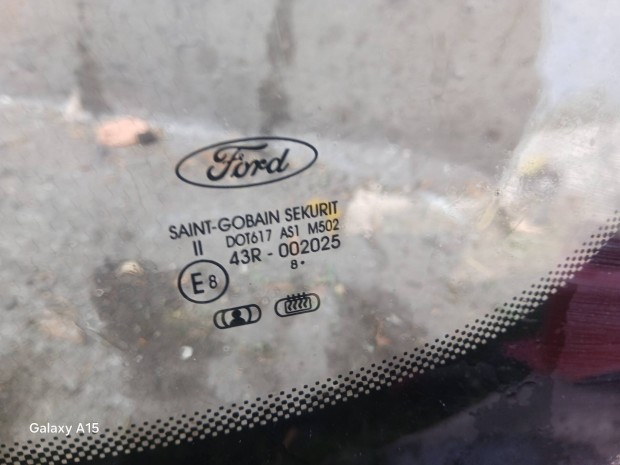 Ford
SAINT-GOBAIN SEKURIT
II DOT617 AS1 M502
43R - 002025
E8 8•
Galaxy A15